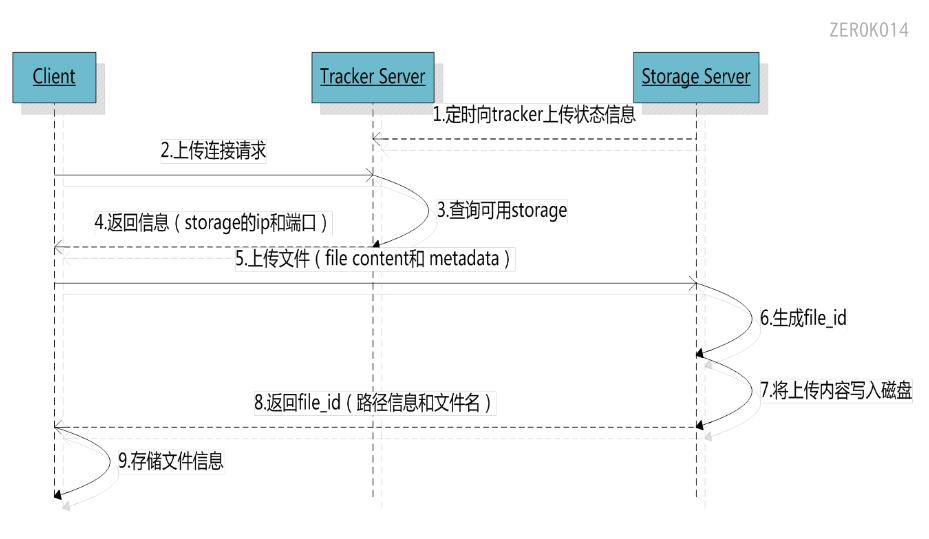 ZEROK014
Client
Tracker Server
Storage Server
1.定时向tracker上传状态信息
2.上传连接请求
3.查询可用storage
4.返回信息（storage的ip和端口）
5.上传文件（file content和 metadata）
6.生成file_id
7.将上传内容写入磁盘
8.返回file_id（路径信息和文件名）
9.存储文件信息